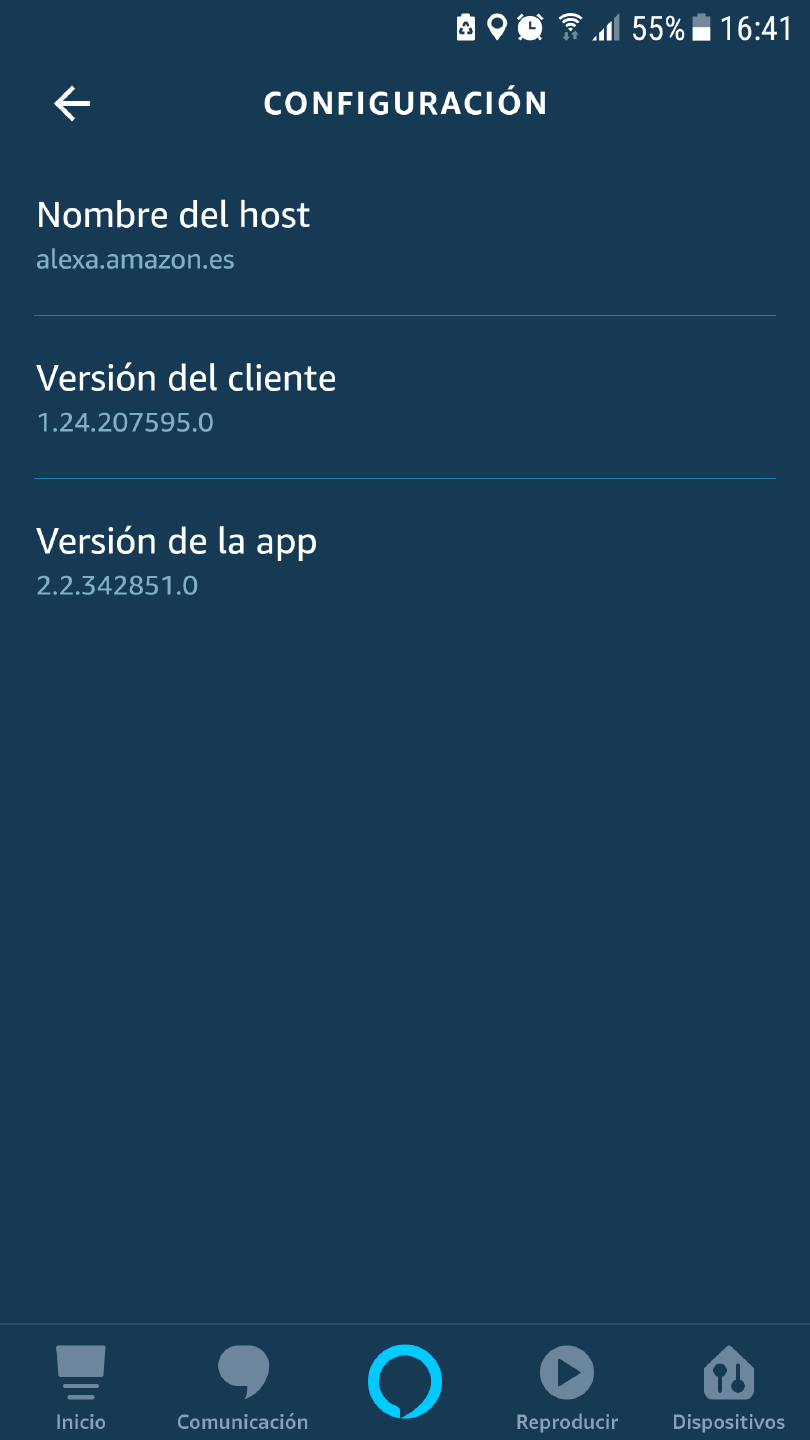 55% 16:41
CONFIGURACIÓN
Nombre del host
alexa.amazon.es
Versión del cliente
1.24.207595.0
Versión de la app
2.2.342851.0
Inicio Comunicación Reproducir Dispositivos